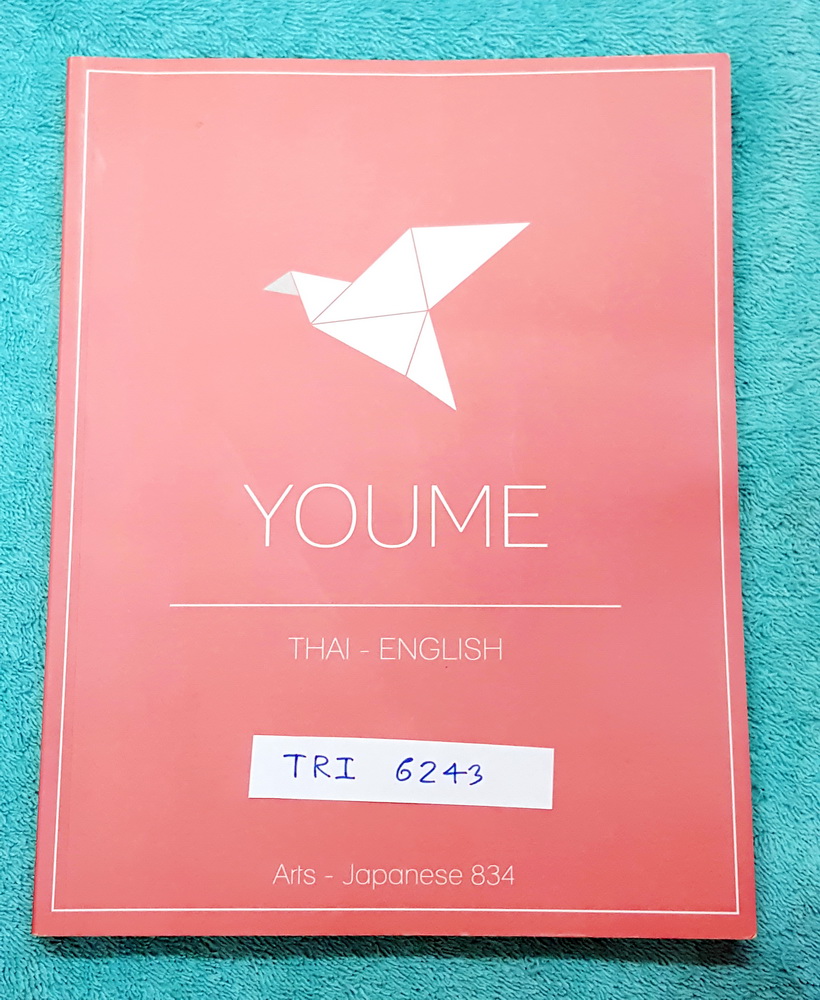 YOUME
THAI - ENGLISH
TRI 6243
Arts - Japanese 834